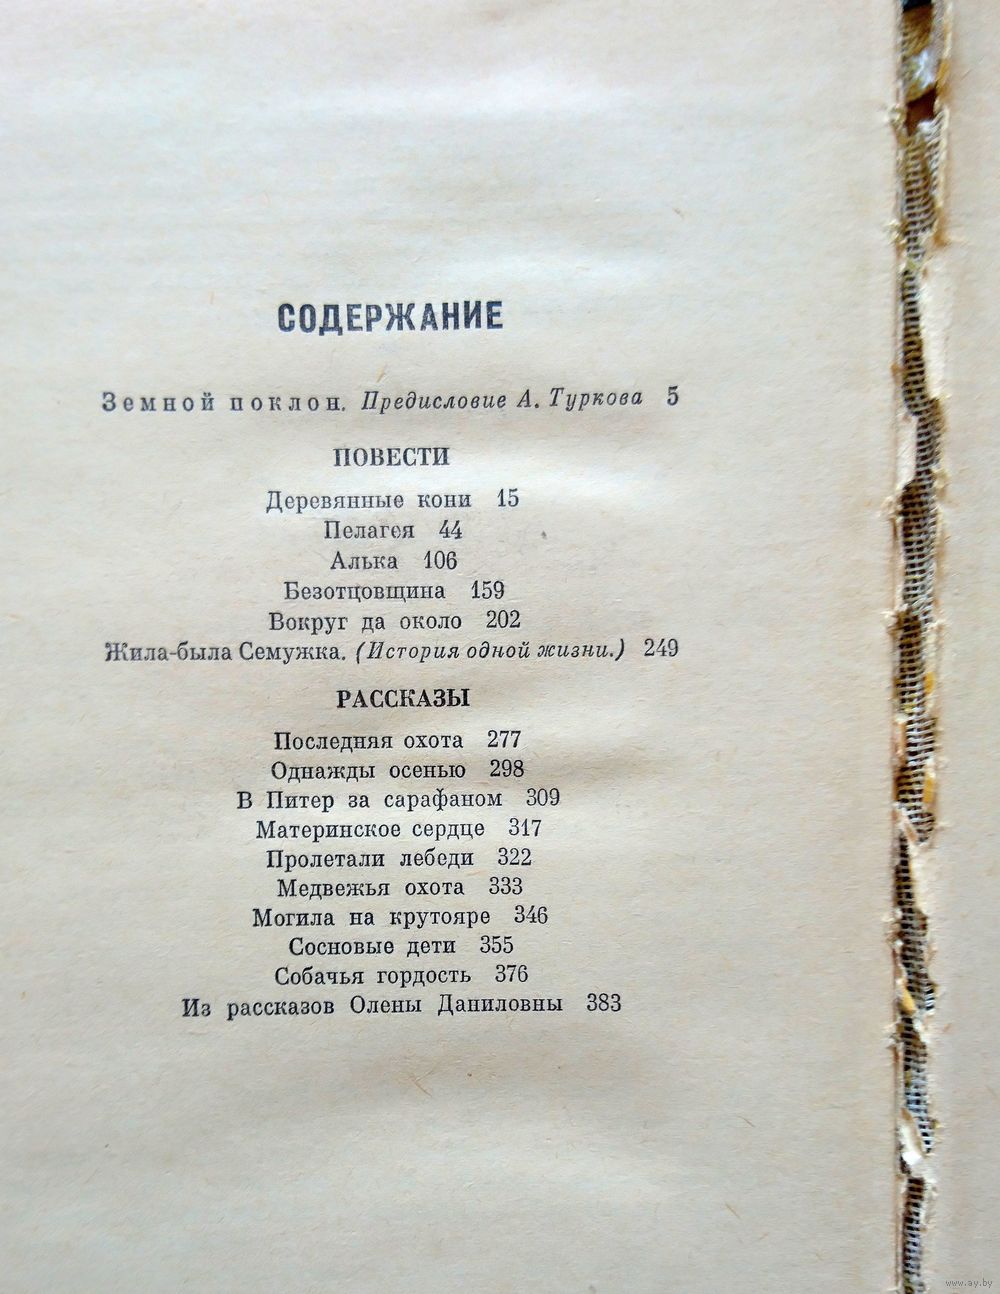 СОДЕРЖАНИЕ
Земной поклон. Предисловие А. Туркова 5
ПОВЕСТИ
Деревянные кони 15
Пелагея 44
Алька 106
Безотцовщина 159
Вокруг да около 202
Жила-была Семужка. (История одной жизни.) 249
РАССКАЗЫ
Последняя охота 277
Однажды осенью 298
В Питер за сарафаном 309
Материнское сердце 317
Пролетали лебеди 322
Медвежья охота 333
Могила на крутояре 346
Сосновые дети 355
Собачья гордость 376
Из рассказов Олены Даниловны 383
www.ay.by